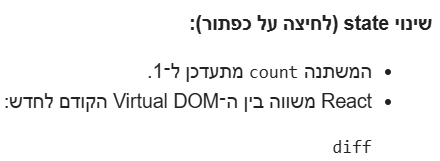 שינוי state (לחיצה על כפתור):
• המשתנה count מתעדכן ל־1.
• React משווה בין ה־Virtual DOM הקודם לחדש:
diff